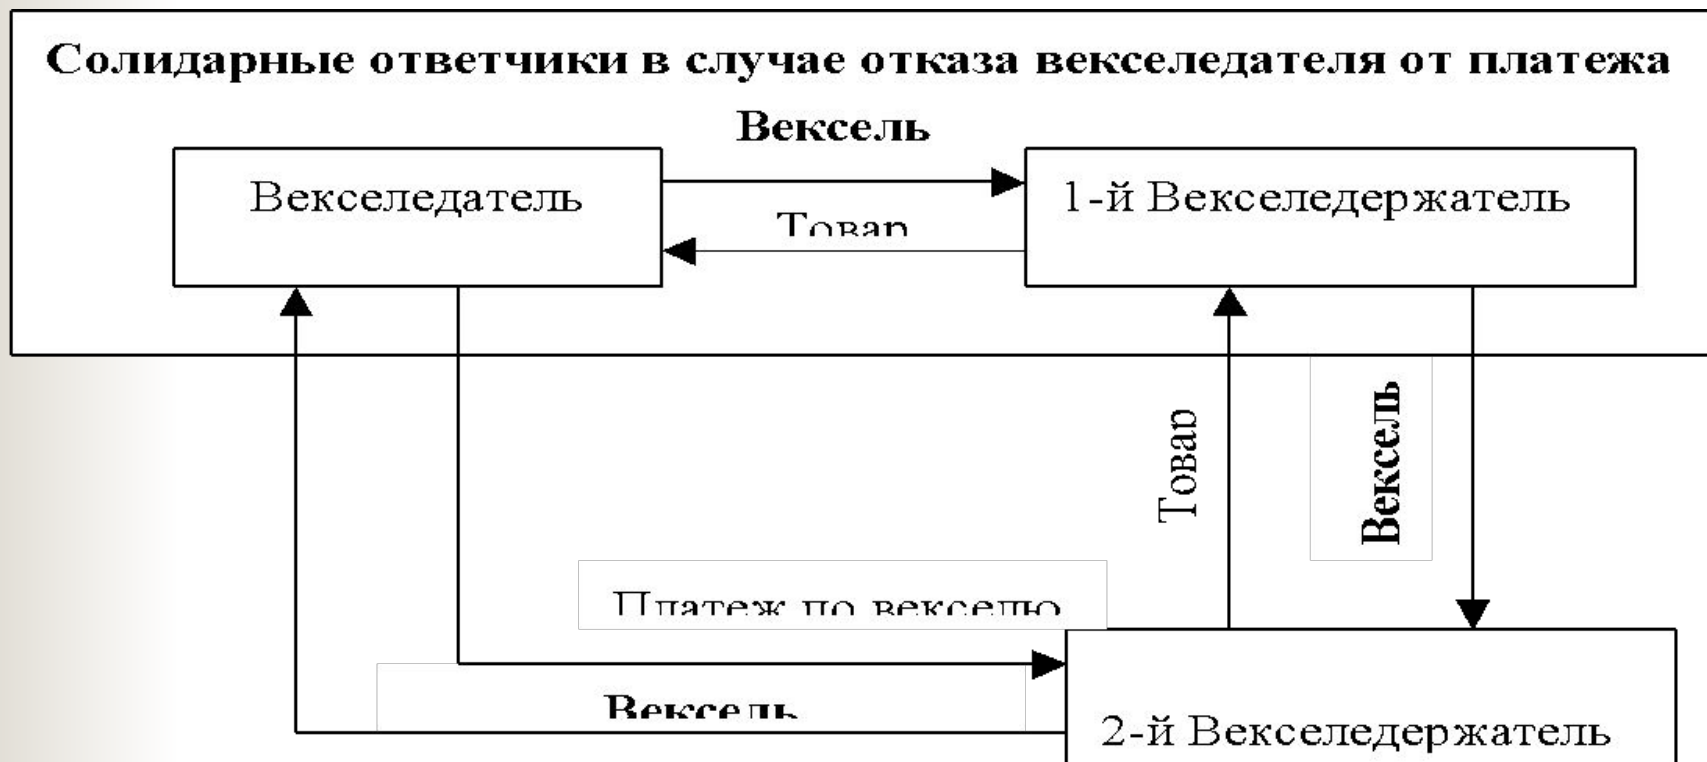 Солидарные ответчики в случае отказа векселедателя от платежа
Вексель
Векселедатель
1-й Векселедержатель
Товар
Товар
Вексель
Платеж по векселю
Вексель
2-й Векселедержатель